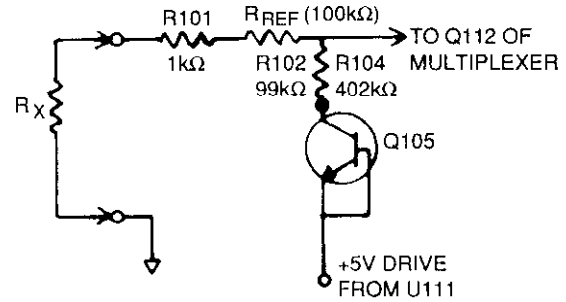 R101
1kΩ
RREF (100kΩ)
TO Q112 OF
MULTIPLEXER
R102
99kΩ
R104
402kΩ
RX
Q105
+5V DRIVE
FROM U111